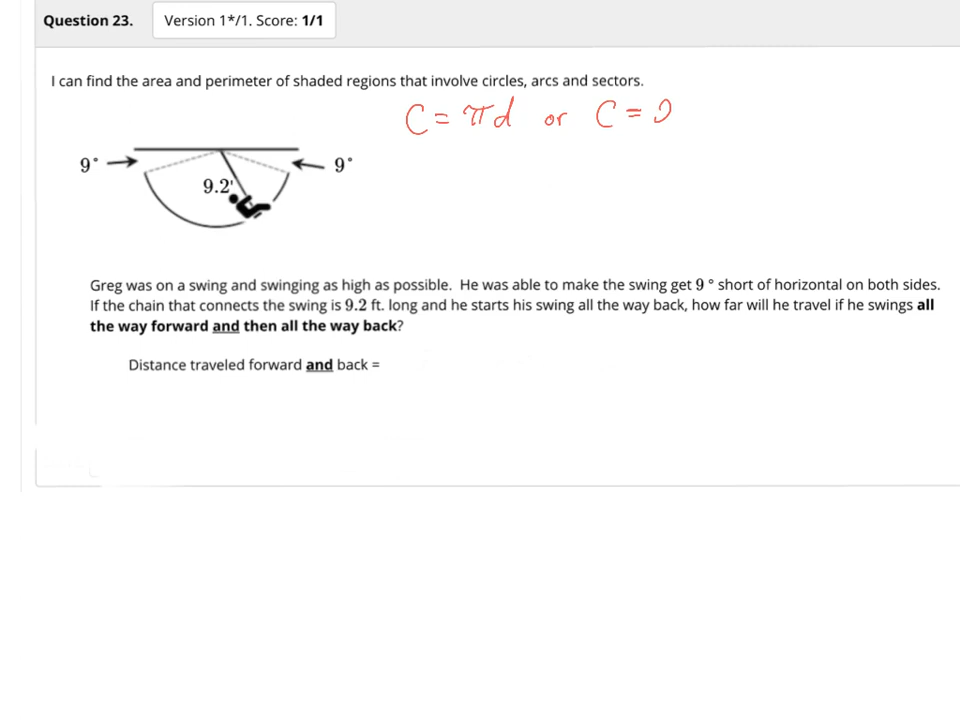 Question 23. Version 1*/1. Score: 1/1
I can find the area and perimeter of shaded regions that involve circles, arcs and sectors.
C = πd or C =
9° 9°
9.2'
Greg was on a swing and swinging as high as possible. He was able to make the swing get 9 ° short of horizontal on both sides.
If the chain that connects the swing is 9.2 ft. long and he starts his swing all the way back, how far will he travel if he swings all
the way forward and then all the way back?
Distance traveled forward and back =